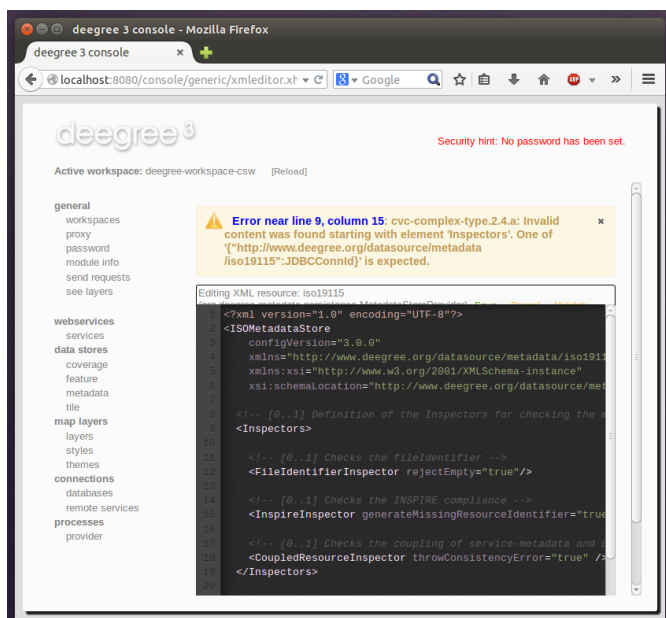 deegree 3 console - Mozilla Firefox
deegree 3 console
localhost:8080/console/generic/xmleditor.xh
Google
deegree 3
Security hint: No password has been set.
Active workspace: deegree-workspace-csw [Reload]
general
workspaces
proxy
password
module info
send requests
see layers
webservices
services
data stores
coverage
feature
metadata
tile
map layers
layers
styles
themes
connections
databases
remote services
processes
provider
Error near line 9, column 15: cvc-complex-type.2.4.a: Invalid
content was found starting with element 'Inspectors'. One of
'{"http://www.deegree.org/datasource/metadata
/iso19115":JDBCConnId}' is expected.
Editing XML resource: iso19115
(org.deegree.metadata.persistence.MetadataStoreProvider) Save
1 <?xml version="1.0" encoding="UTF-8"?>
2 <ISOMetadataStore
3 configVersion="3.0.0"
4 xmlns="http://www.deegree.org/datasource/metadata/iso1911
5 xmlns:xsi="http://www.w3.org/2001/XMLSchema-instance"
6 xsi:schemaLocation="http://www.deegree.org/datasource/met
7
8 <!-- [0..1] Definition of the Inspectors for checking the m
9 <Inspectors>
10
11 <!-- [0..1] Checks the fileIdentifier -->
12 <FileIdentifierInspector rejectEmpty="true"/>
13
14 <!-- [0..1] Checks the INSPIRE compliance -->
15 <InspireInspector generateMissingResourceIdentifier="true
16
17 <!-- [0..1] Checks the coupling of service-metadata and d
18 <CoupledResourceInspector throwConsistencyError="true" />
19 </Inspectors>
20